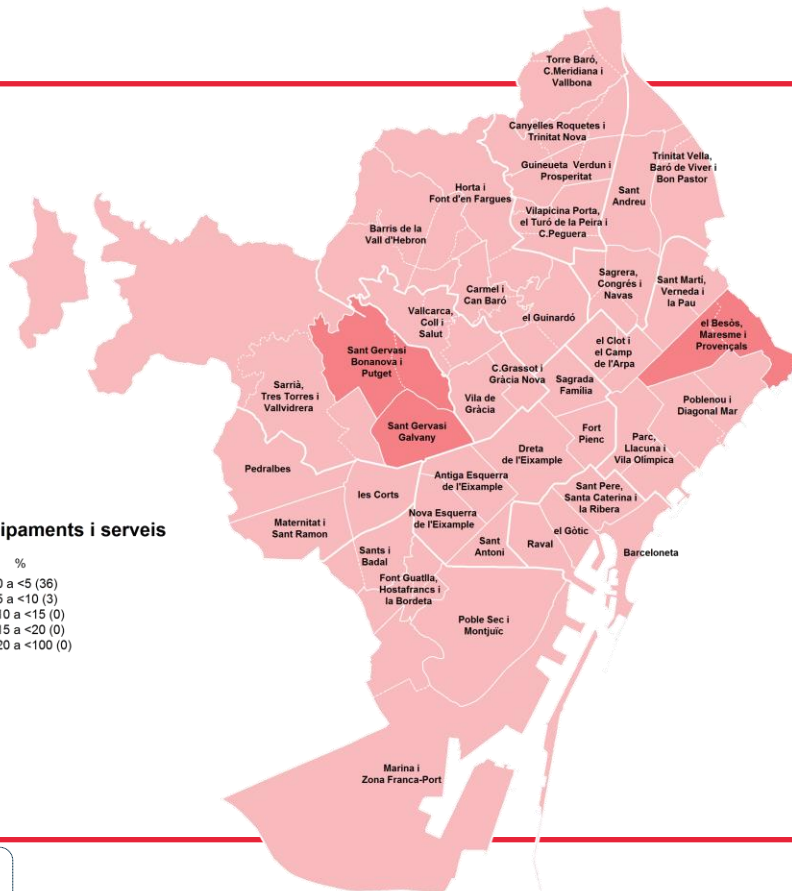 Torre Baró,
C.Meridiana i
Vallbona
Canyelles Roquetes i
Trinitat Nova
Guineueta Verdun i
Prosperitat
Trinitat Vella,
Baró de Viver i
Bon Pastor
Sant
Andreu
Horta i
Font d'en Fargues
Vilapicina Porta,
el Turó de la Peira i
C.Peguera
Barris de la
Vall d'Hebron
Sagrera,
Congrés i
Navas
Sant Martí,
Verneda i
la Pau
Carmel i
Can Baró
Vallcarca,
Coll i
Salut
el Guinardó
el Besòs,
Maresme i
Provençals
el Clot i
el Camp
de l'Arpa
Sant Gervasi
Bonanova i
Putget
C.Grassot i
Gràcia Nova
Sagrada
Família
Sarrià,
Tres Torres i
Vallvidrera
Vila de
Gràcia
Poblenou i
Diagonal Mar
Sant Gervasi
Galvany
Fort
Pienc
Parc,
Llacuna i
Vila Olímpica
Dreta
de l'Eixample
Pedralbes
Antiga Esquerra
de l'Eixample
les Corts
Sant Pere,
Santa Caterina i
la Ribera
Nova Esquerra
de l'Eixample
Maternitat i
Sant Ramon
el Gòtic
Sant
Antoni
Raval
Barceloneta
Sants i
Badal
Font Guatlla,
Hostafrancs i
la Bordeta
Poble Sec i
Montjuïc
Marina i
Zona Franca-Port
ipaments i serveis
%
0 a <5 (36)
5 a <10 (3)
10 a <15 (0)
15 a <20 (0)
20 a <100 (0)